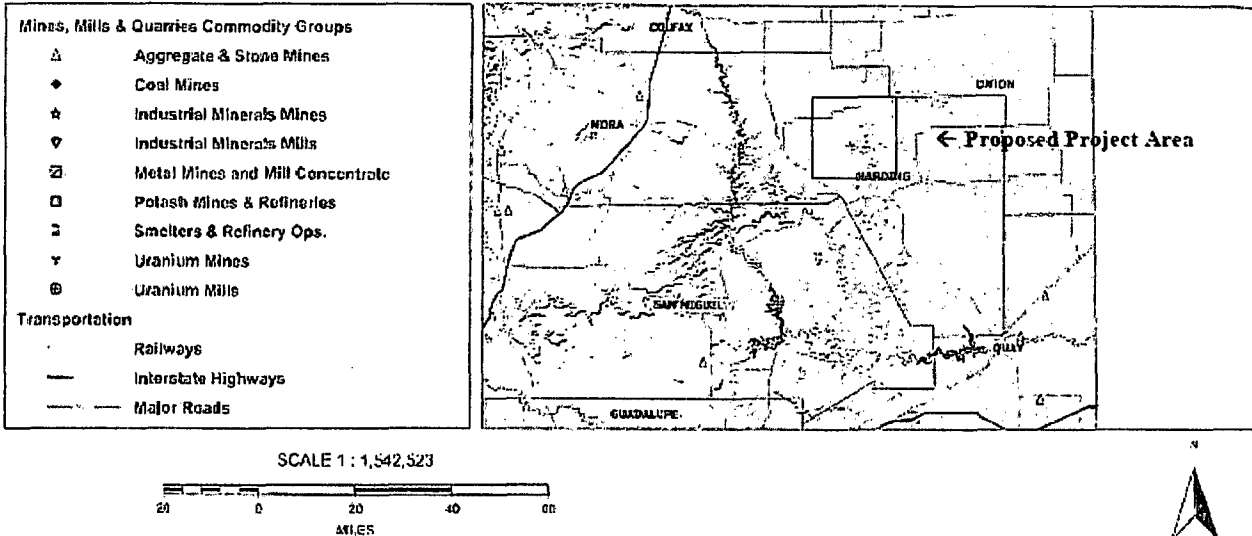 Mines, Mills & Quarries Commodity Groups
Aggregate & Stone Mines
Coal Mines
Industrial Minerals Mines
Industrial Minerals Mills
Metal Mines and Mill Concentrate
Potash Mines & Refineries
Smelters & Refinery Ops.
Uranium Mines
Uranium Mills
Transportation
Railways
Interstate Highways
Major Roads
COLFAX
UNION
MORA
← Proposed Project Area
HARDING
SAN MIGUEL
QUAY
GUADALUPE
SCALE 1 : 1,542,523
20 0 20 40 60
MILES
N